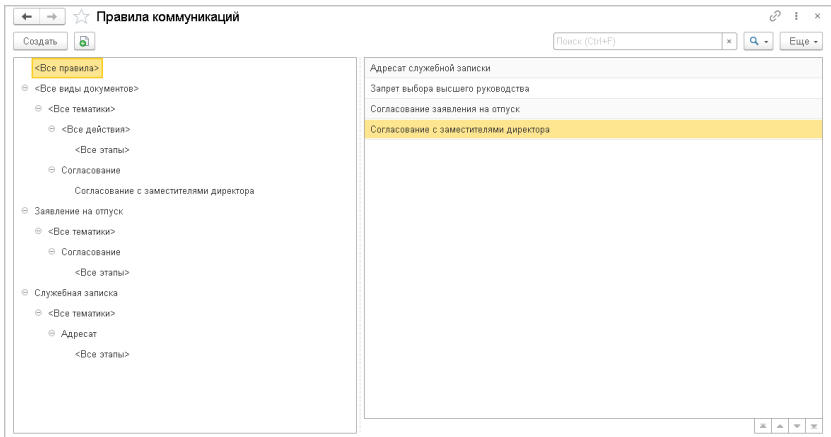 Правила коммуникаций
Создать
Поиск (Ctrl+F)
×
Еще
<Все правила>
<Все виды документов>
<Все тематики>
<Все действия>
<Все этапы>
Согласование
Согласование с заместителями директора
Заявление на отпуск
<Все тематики>
Согласование
<Все этапы>
Служебная записка
<Все тематики>
Адресат
<Все этапы>
Адресат служебной записки
Запрет выбора высшего руководства
Согласование заявления на отпуск
Согласование с заместителями директора